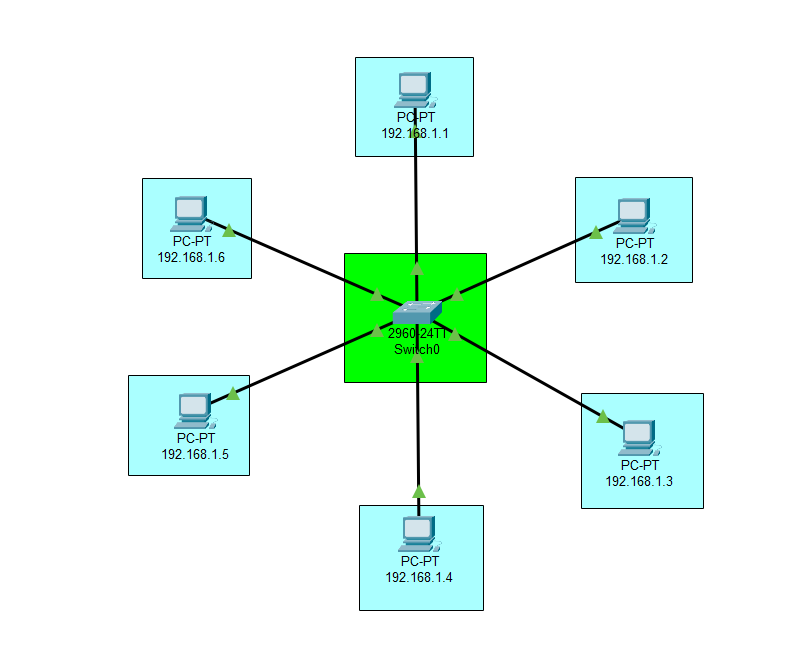 PC-PT
192.168.1.1
PC-PT
192.168.1.6
PC-PT
192.168.1.2
2960-24TT
Switch0
PC-PT
192.168.1.5
PC-PT
192.168.1.3
PC-PT
192.168.1.4